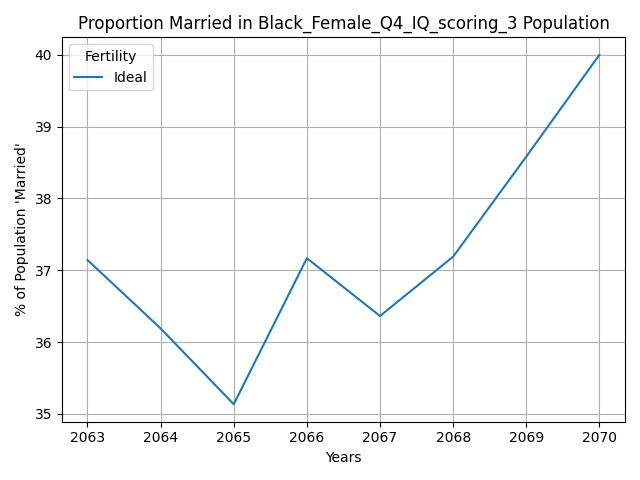 Proportion Married in Black_Female_Q4_IQ_scoring_3 Population
Fertility
Ideal
% of Population 'Married'
40
39
38
37
36
35
2063 2064 2065 2066 2067 2068 2069 2070
Years